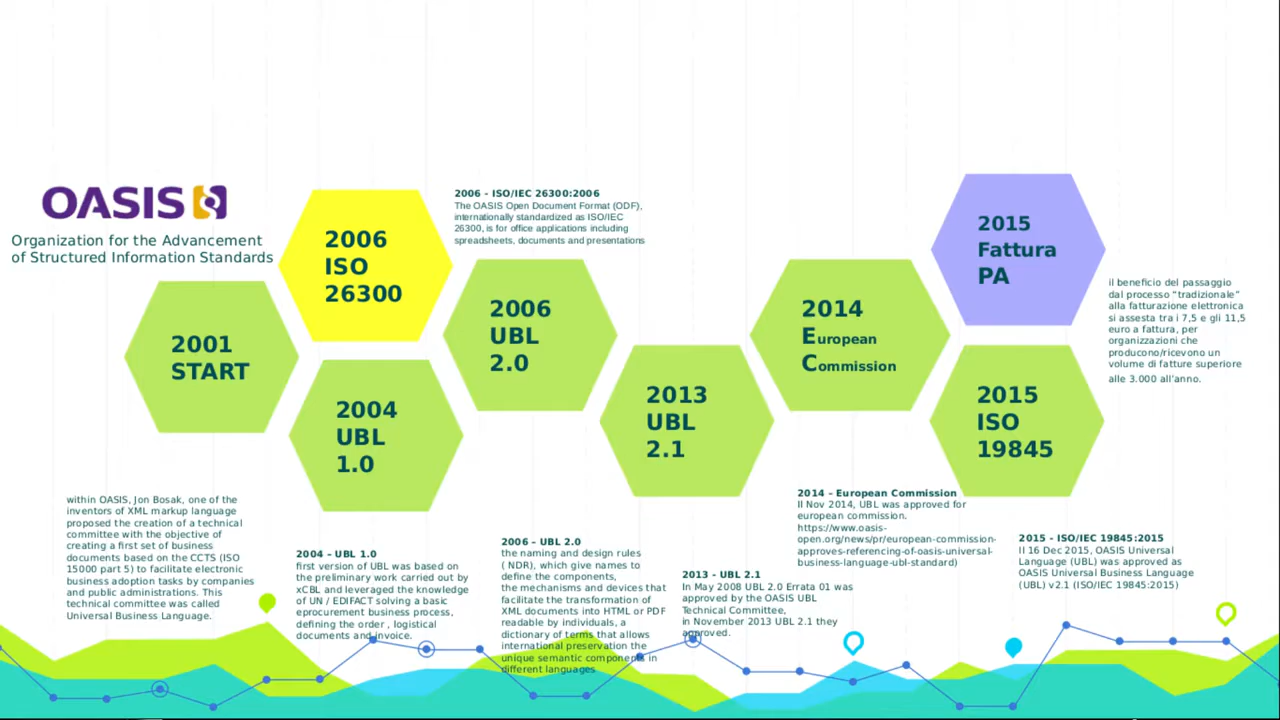 OASIS
Organization for the Advancement
of Structured Information Standards
2001
START
within OASIS, Jon Bosak, one of the
inventors of XML markup language
proposed the creation of a technical
committee with the objective of
creating a first set of business
documents based on the CCTS (ISO
15000 part 5) to facilitate electronic
business adoption tasks by companies
and public administrations. This
technical committee was called
Universal Business Language.
2006
ISO
26300
2006 - ISO/IEC 26300:2006
The OASIS Open Document Format (ODF),
internationally standardized as ISO/IEC
26300, is for office applications including
spreadsheets, documents and presentations
2004
UBL
1.0
2004 – UBL 1.0
first version of UBL was based on
the preliminary work carried out by
xCBL and leveraged the knowledge
of UN / EDIFACT solving a basic
eprocurement business process,
defining the order , logistical
documents and invoice.
2006
UBL
2.0
2006 – UBL 2.0
the naming and design rules
( NDR), which give names to
define the components,
the mechanisms and devices that
facilitate the transformation of
XML documents into HTML or PDF
readable by individuals, a
dictionary of terms that allows
international preservation the
unique semantic components in
different languages
2013
UBL
2.1
2013 - UBL 2.1
In May 2008 UBL 2.0 Errata 01 was
approved by the OASIS UBL
Technical Committee,
in November 2013 UBL 2.1 they
approved.
2014
European
Commission
2014 – European Commission
Il Nov 2014, UBL was approved for
european commission.
https://www.oasis-
open.org/news/pr/european-commission-
approves-referencing-of-oasis-universal-
business-language-ubl-standard)
2015
Fattura
PA
il beneficio del passaggio
dal processo “tradizionale”
alla fatturazione elettronica
si assesta tra i 7,5 e gli 11,5
euro a fattura, per
organizzazioni che
producono/ricevono un
volume di fatture superiore
alle 3.000 all’anno.
2015
ISO
19845
2015 - ISO/IEC 19845:2015
Il 16 Dec 2015, OASIS Universal
Language (UBL) was approved as
OASIS Universal Business Language
(UBL) v2.1 (ISO/IEC 19845:2015)